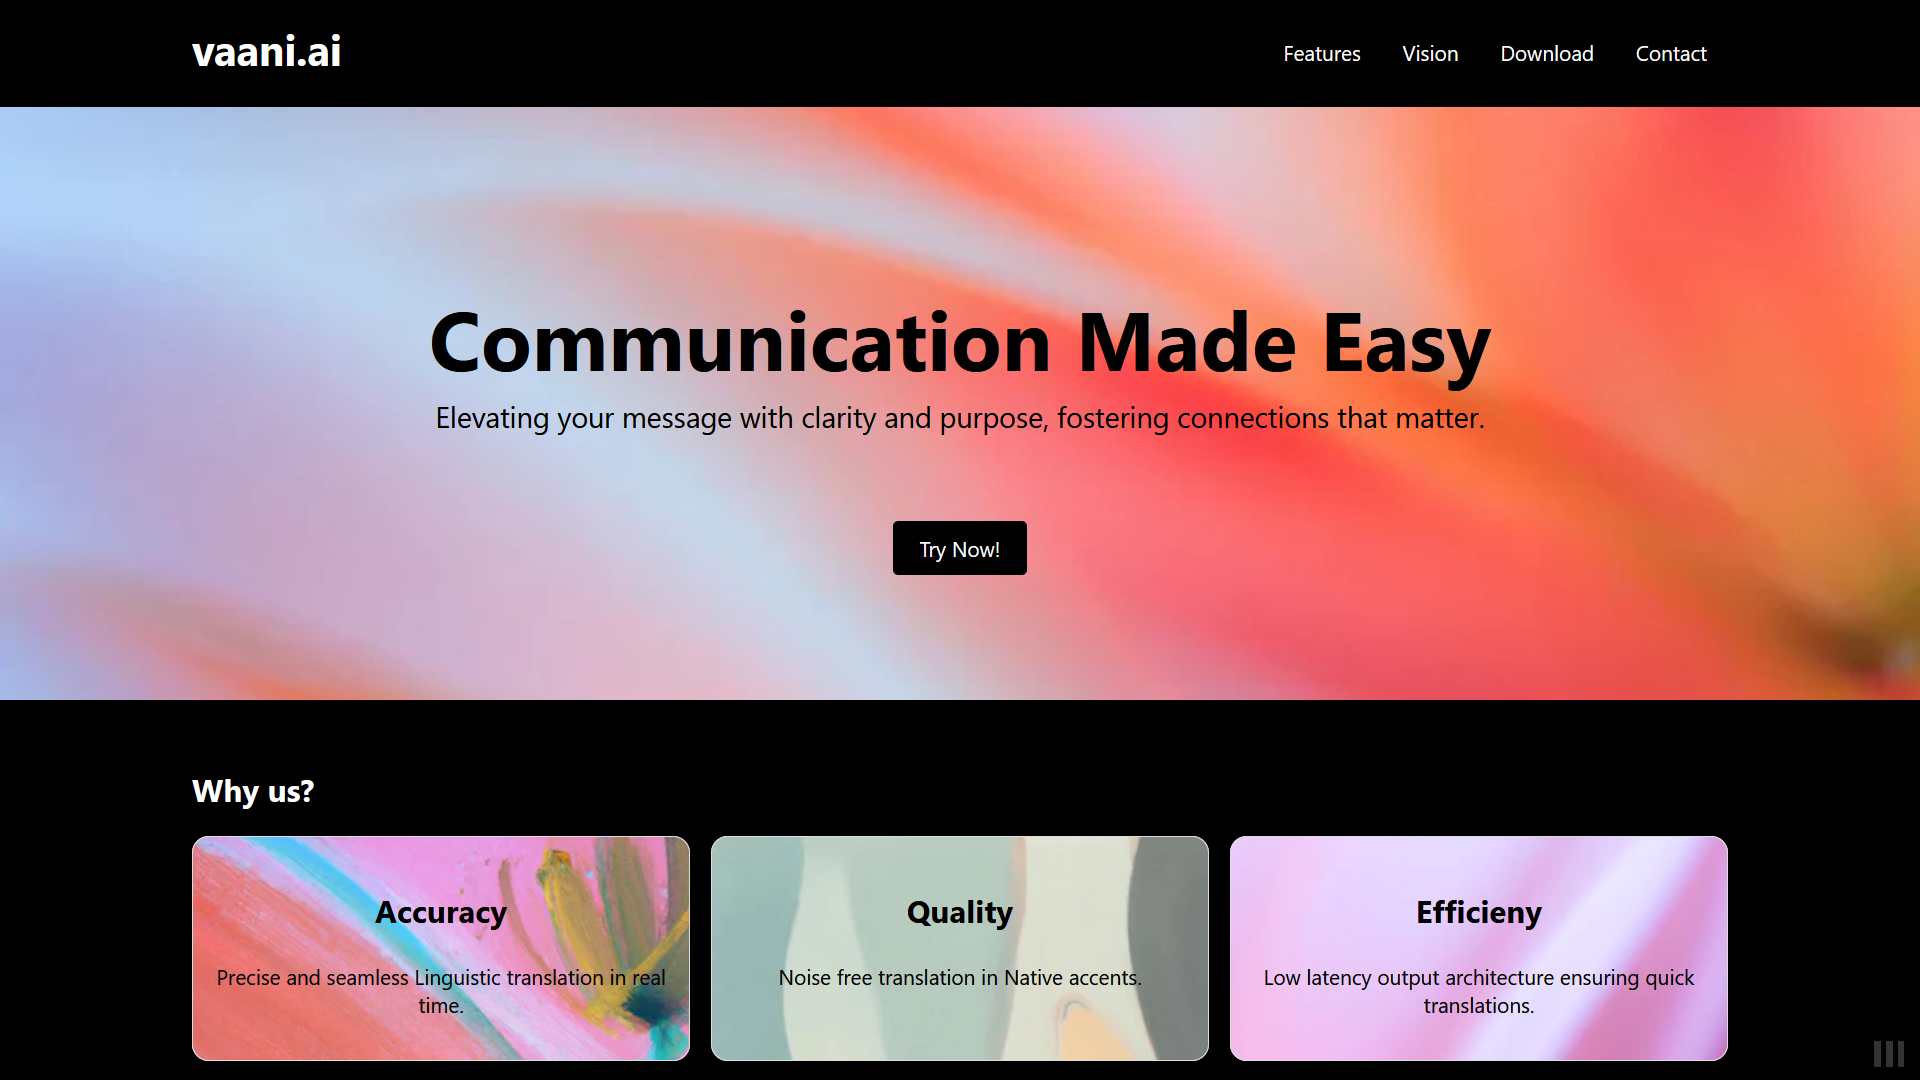 vaani.ai
Features Vision Download Contact
Communication Made Easy
Elevating your message with clarity and purpose, fostering connections that matter.
Try Now!
Why us?
Accuracy
Precise and seamless Linguistic translation in real
time.
Quality
Noise free translation in Native accents.
Efficieny
Low latency output architecture ensuring quick
translations.